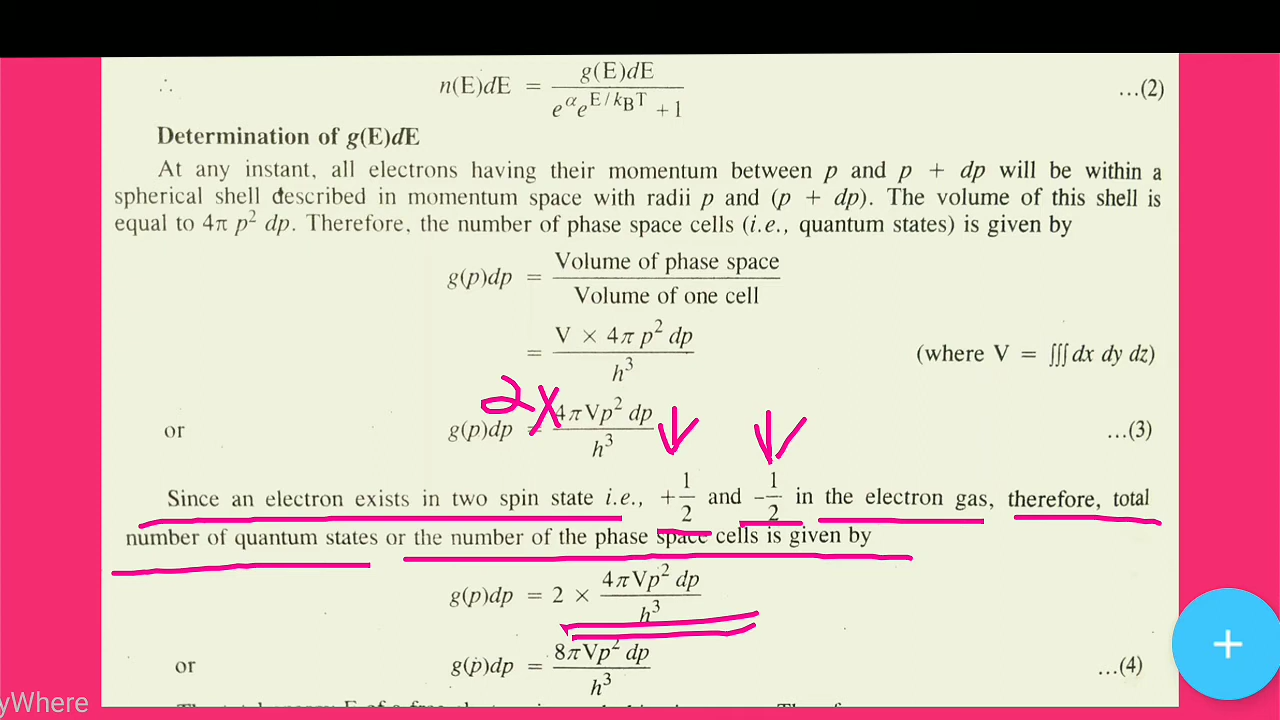 ∴ n(E)dE = g(E)dE / e^α e^E/k_BT + 1 ...(2)
Determination of g(E)dE
At any instant, all electrons having their momentum between p and p + dp will be within a
spherical shell described in momentum space with radii p and (p + dp). The volume of this shell is
equal to 4π p² dp. Therefore, the number of phase space cells (i.e., quantum states) is given by
g(p)dp = Volume of phase space / Volume of one cell
= V × 4π p² dp / h³ (where V = ∫∫∫ dx dy dz)
2 ×
or g(p)dp = 4πVp² dp / h³ ...(3)
Since an electron exists in two spin state i.e., +1/2 and -1/2 in the electron gas, therefore, total
number of quantum states or the number of the phase space cells is given by
g(p)dp = 2 × 4πVp² dp / h³
or g(p)dp = 8πVp² dp / h³ ...(4)
yWhere
+